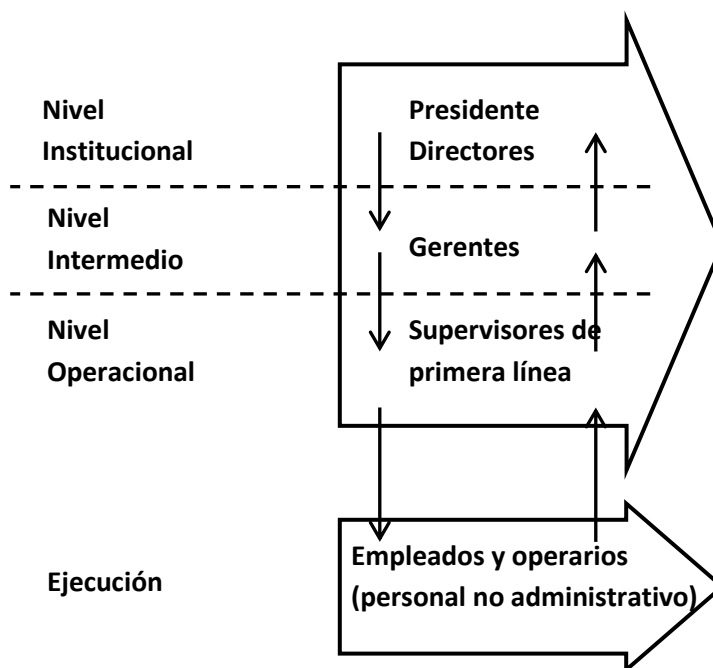 Nivel
Institucional
Presidente
Directores
Nivel
Intermedio
Gerentes
Nivel
Operacional
Supervisores de
primera línea
Ejecución
Empleados y operarios
(personal no administrativo)